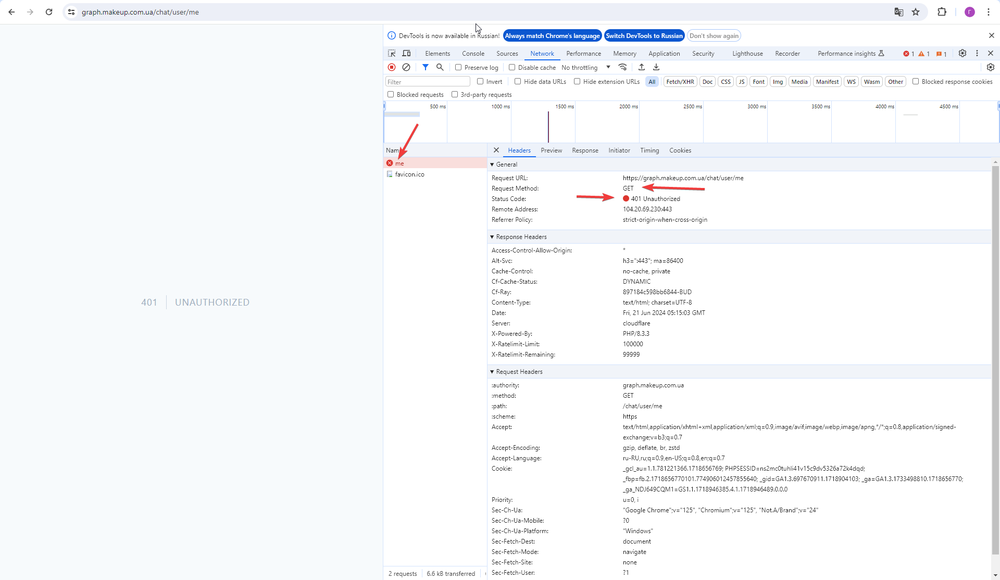 graph.makeup.com.ua/chat/user/me
Г
DevTools is now available in Russian! Always match Chrome's language Switch DevTools to Russian Don't show again
Elements Console Sources Network Performance Memory Application Security Lighthouse Recorder Performance insights 1 1 1
Preserve log Disable cache No throttling
Filter Invert Hide data URLs Hide extension URLs All Fetch/XHR Doc CSS JS Font Img Media Manifest WS Wasm Other Blocked response cookies
Blocked requests 3rd-party requests
500 ms 1000 ms 1500 ms 2000 ms 2500 ms 3000 ms 3500 ms 4000 ms 4500 ms
Headers Preview Response Initiator Timing Cookies
me
favicon.ico
General
Request URL: https://graph.makeup.com.ua/chat/user/me
Request Method: GET
Status Code: 401 Unauthorized
Remote Address: 104.20.69.230:443
Referrer Policy: strict-origin-when-cross-origin
Response Headers
Access-Control-Allow-Origin: *
Alt-Svc: h3=":443"; ma=86400
Cache-Control: no-cache, private
Cf-Cache-Status: DYNAMIC
Cf-Ray: 897184c598bb6844-BUD
Content-Type: text/html; charset=UTF-8
Date: Fri, 21 Jun 2024 05:15:03 GMT
Server: cloudflare
X-Powered-By: PHP/8.3.3
X-Ratelimit-Limit: 100000
X-Ratelimit-Remaining: 99999
Request Headers
:authority: graph.makeup.com.ua
:method: GET
:path: /chat/user/me
:scheme: https
Accept: text/html,application/xhtml+xml,application/xml;q=0.9,image/avif,image/webp,image/apng,*/*;q=0.8,application/signed-
exchange;v=b3;q=0.7
Accept-Encoding: gzip, deflate, br, zstd
Accept-Language: ru-RU,ru;q=0.9,en-US;q=0.8,en;q=0.7
Cookie: _gcl_au=1.1.781221366.1718656769; PHPSESSID=ns2mc0tuhli41v15c9dv5326a72k4dqd;
_fbp=fb.2.1718656770101.774906012457855640; _gid=GA1.3.697670911.1718904103; _ga=GA1.3.1733498810.1718656770;
_ga_NDJ649CQM1=GS1.1.1718946385.4.1.1718946489.0.0.0
Priority: u=0, i
Sec-Ch-Ua: "Google Chrome";v="125", "Chromium";v="125", "Not.A/Brand";v="24"
Sec-Ch-Ua-Mobile: ?0
Sec-Ch-Ua-Platform: "Windows"
Sec-Fetch-Dest: document
Sec-Fetch-Mode: navigate
Sec-Fetch-Site: none
Sec-Fetch-User: ?1
2 requests 6.6 kB transferred
401 UNAUTHORIZED